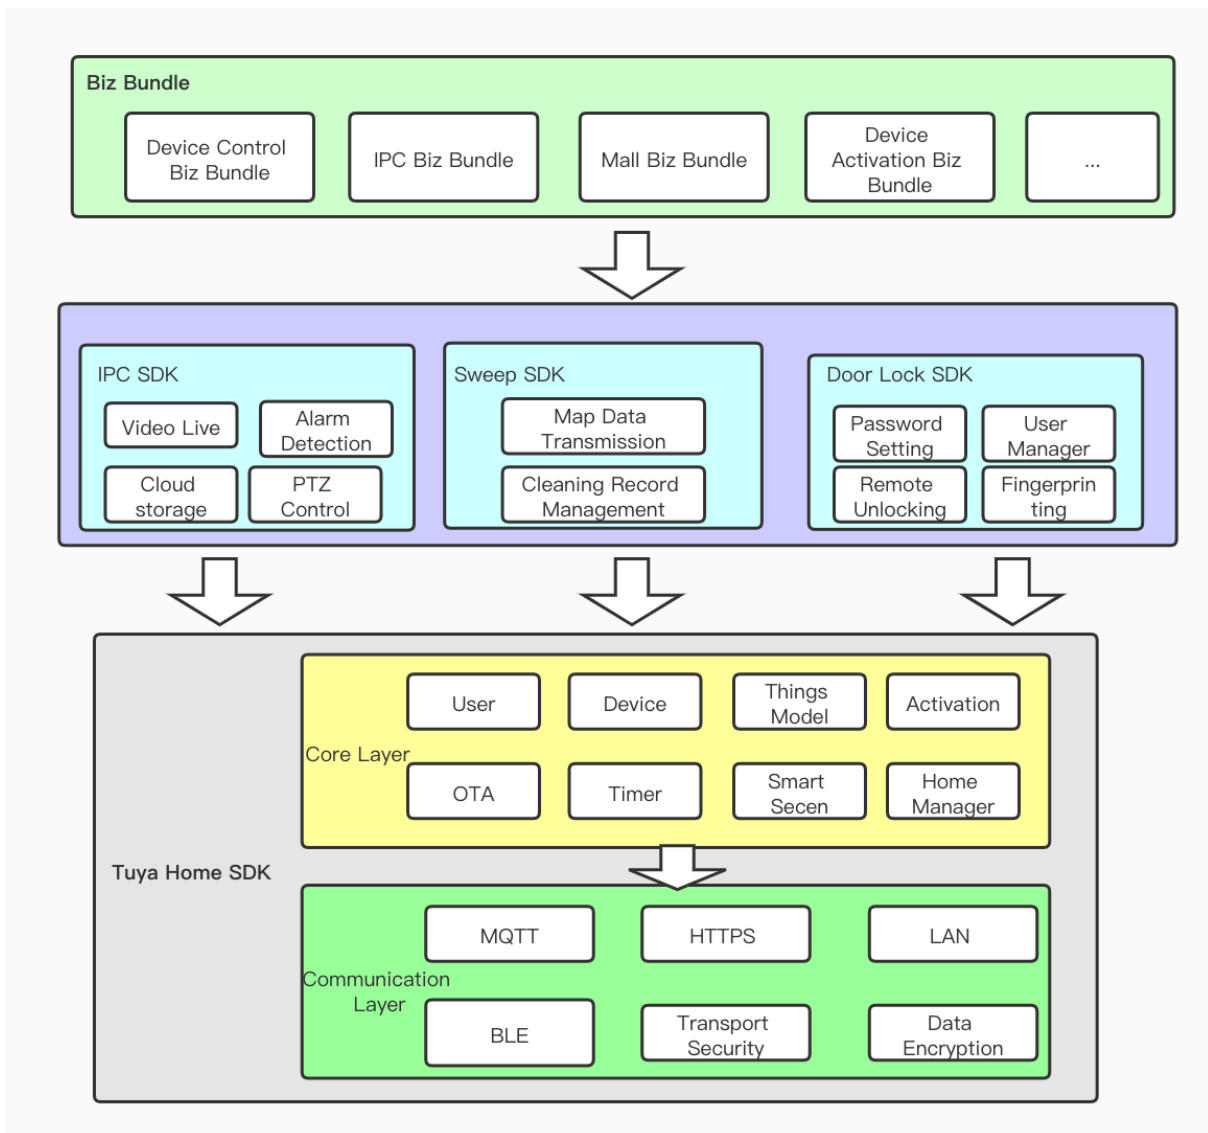 Biz Bundle
Device Control
Biz Bundle
IPC Biz Bundle
Mall Biz Bundle
Device
Activation Biz
Bundle
...
IPC SDK
Video Live
Alarm
Detection
Cloud
storage
PTZ
Control
Sweep SDK
Map Data
Transmission
Cleaning Record
Management
Door Lock SDK
Password
Setting
User
Manager
Remote
Unlocking
Fingerprin
ting
Tuya Home SDK
Core Layer
User
Device
Things
Model
Activation
OTA
Timer
Smart
Secen
Home
Manager
Communication
Layer
MQTT
HTTPS
LAN
BLE
Transport
Security
Data
Encryption